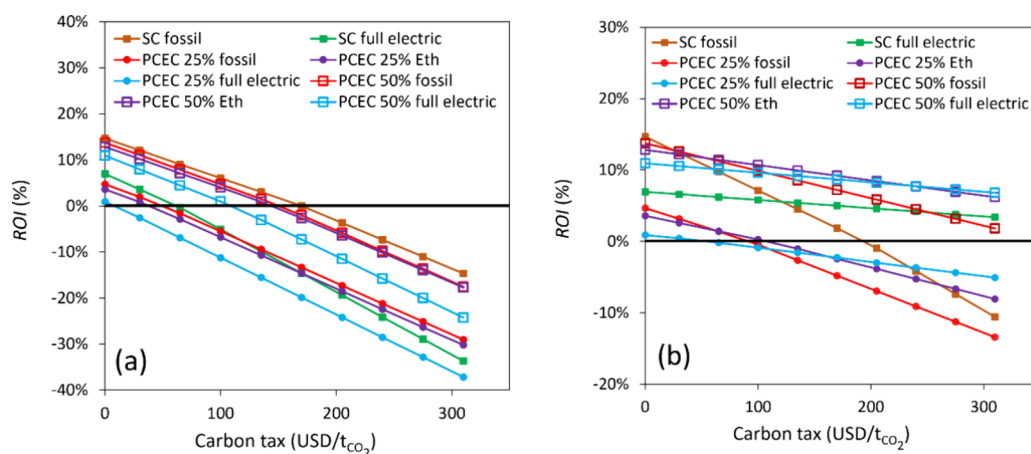 40%
30%
20%
10%
0%
-10%
-20%
-30%
-40%
ROI (%)
SC fossil
SC full electric
PCEC 25% fossil
PCEC 25% Eth
PCEC 25% full electric
PCEC 50% fossil
PCEC 50% Eth
PCEC 50% full electric
(a)
0 100 200 300
Carbon tax (USD/tCO2)
30%
20%
10%
0%
-10%
-20%
ROI (%)
SC fossil
SC full electric
PCEC 25% fossil
PCEC 25% Eth
PCEC 25% full electric
PCEC 50% fossil
PCEC 50% Eth
PCEC 50% full electric
(b)
0 100 200 300
Carbon tax (USD/tCO2)